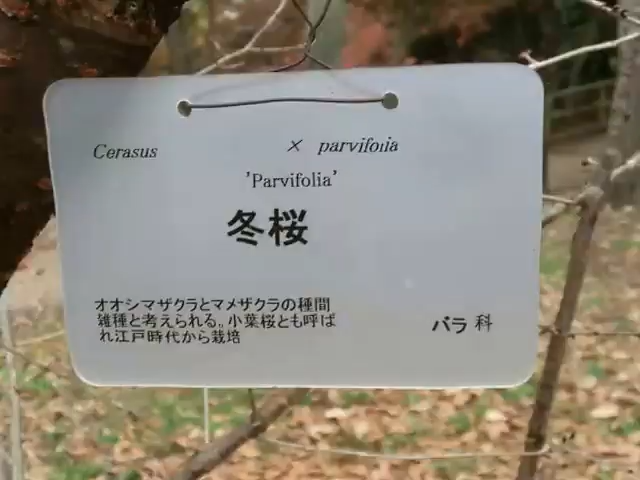 Cerasus × parvifolia
'Parvifolia'
冬桜
オオシマザクラとマメザクラの種間
雑種と考えられる。小葉桜とも呼ば
れ江戸時代から栽培
バラ 科